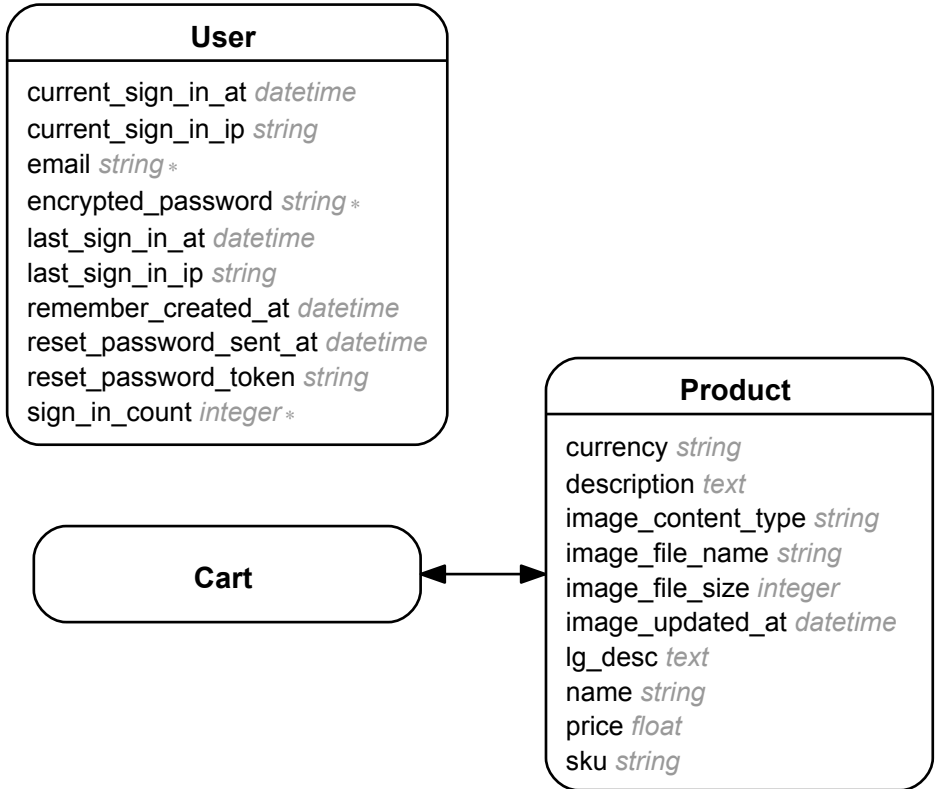 User
current_sign_in_at datetime
current_sign_in_ip string
email string *
encrypted_password string *
last_sign_in_at datetime
last_sign_in_ip string
remember_created_at datetime
reset_password_sent_at datetime
reset_password_token string
sign_in_count integer *
Cart
Product
currency string
description text
image_content_type string
image_file_name string
image_file_size integer
image_updated_at datetime
lg_desc text
name string
price float
sku string